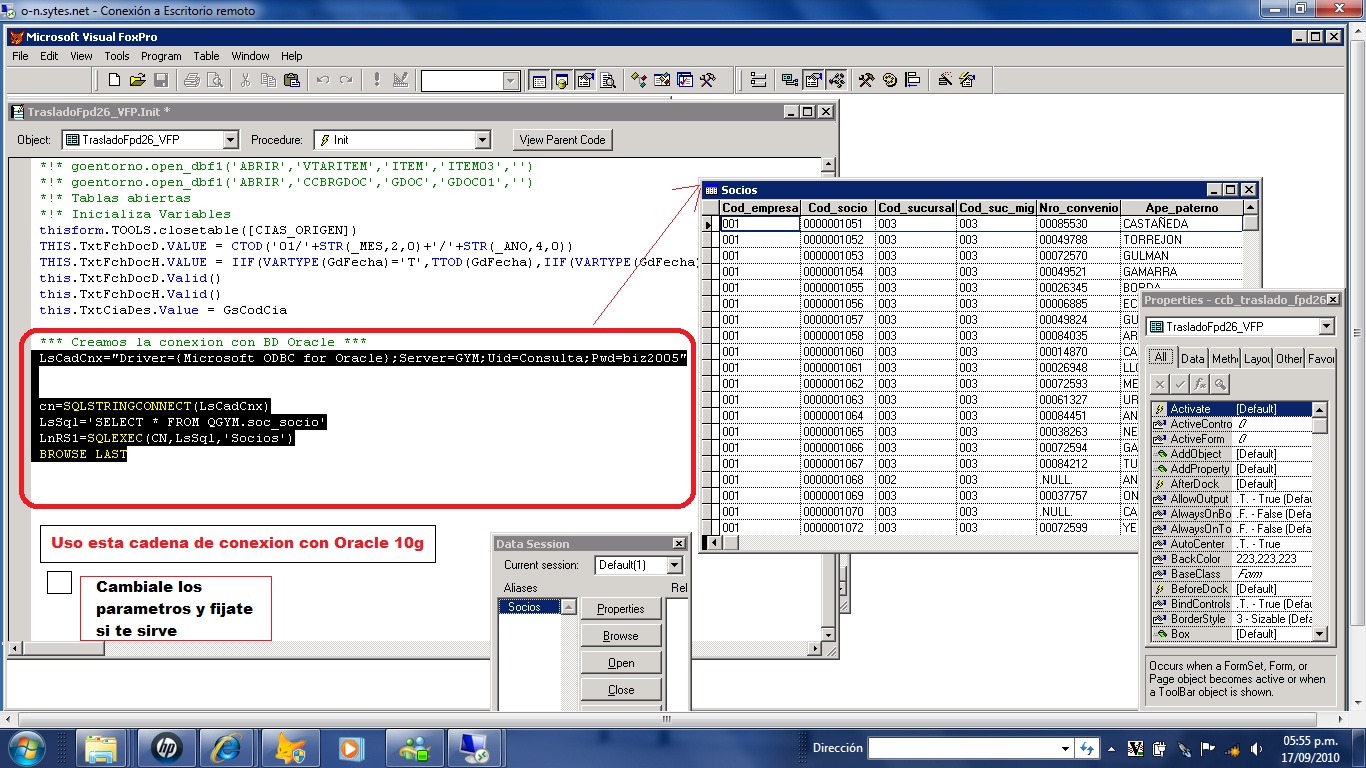 o-n.sytes.net - Conexión a Escritorio remoto
Microsoft Visual FoxPro
File Edit View Tools Program Table Window Help
TrasladoFpd26_VFP.Init *
Object: TrasladoFpd26_VFP Procedure: Init View Parent Code
*!* goentorno.open_dbf1('ABRIR','VTARITEM','ITEM','ITEM03','')
*!* goentorno.open_dbf1('ABRIR','CCBRGDOC','GDOC','GDOC01','')
*!* Tablas abiertas
*!* Inicializa Variables
thisform.TOOLS.closetable([CIAS_ORIGEN])
THIS.TxtFchDocD.VALUE = CTOD('01/'+STR(_MES,2,0)+'/'+STR(_ANO,4,0))
THIS.TxtFchDocH.VALUE = IIF(VARTYPE(GdFecha)='T',TTOD(GdFecha),IIF(VARTYPE(GdFecha)
this.TxtFchDocD.Valid()
this.TxtFchDocH.Valid()
this.TxtCiaDes.Value = GsCodCia
*** Creamos la conexion con BD Oracle ***
LsCadCnx="Driver={Microsoft ODBC for Oracle};Server=GYM;Uid=Consulta;Pwd=biz2005"
cn=SQLSTRINGCONNECT(LsCadCnx)
LsSql='SELECT * FROM QGYM.soc_socio'
LnRS1=SQLEXEC(CN,LsSql,'Socios')
BROWSE LAST
Uso esta cadena de conexion con Oracle 10g
Cambiale los
parametros y fijate
si te sirve
Socios
Cod_empresa Cod_socio Cod_sucursal Cod_suc_mig Nro_convenio Ape_paterno
001 0000001051 003 003 00085530 CASTAÑEDA
001 0000001052 003 003 00049788 TORREJON
001 0000001053 003 003 00072570 GULMAN
001 0000001054 003 003 00049521 GAMARRA
001 0000001055 003 003 00026345 BORDA
001 0000001056 003 003 00006885 EC
001 0000001057 003 003 00049824 GU
001 0000001058 003 003 00084035 AR
001 0000001060 003 003 00014870 CA
001 0000001061 003 003 00026948 LL
001 0000001062 003 003 00072593 ME
001 0000001063 003 003 00061327 UR
001 0000001064 003 003 00084451 AN
001 0000001065 003 003 00038263 NE
001 0000001066 003 003 00072594 GA
001 0000001067 003 003 00084212 TU
001 0000001068 002 003 .NULL. AN
001 0000001069 003 003 00037757 ON
001 0000001070 003 003 .NULL. CA
001 0000001072 003 003 00072599 YE
Data Session
Current session: Default(1)
Aliases Rel
Socios
Properties
Browse
Open
Close
Properties - ccb_traslado_fpd26
TrasladoFpd26_VFP
All Data Meth Layou Other Favor
Activate [Default]
ActiveContro
ActiveForm
AddObject [Default]
AddProperty [Default]
AfterDock [Default]
AllowOutput .T. - True (Defau
AlwaysOnBo .F. - False (Defa
AlwaysOnTo .F. - False (Defa
AutoCenter .T. - True
BackColor 223,223,223
BaseClass Form
BeforeDock [Default]
BindControls .T. - True (Defau
BorderStyle 3 - Sizable (Defa
Box [Default]
Occurs when a FormSet, Form, or
Page object becomes active or when
a ToolBar object is shown.
Dirección
05:55 p.m.
17/09/2010